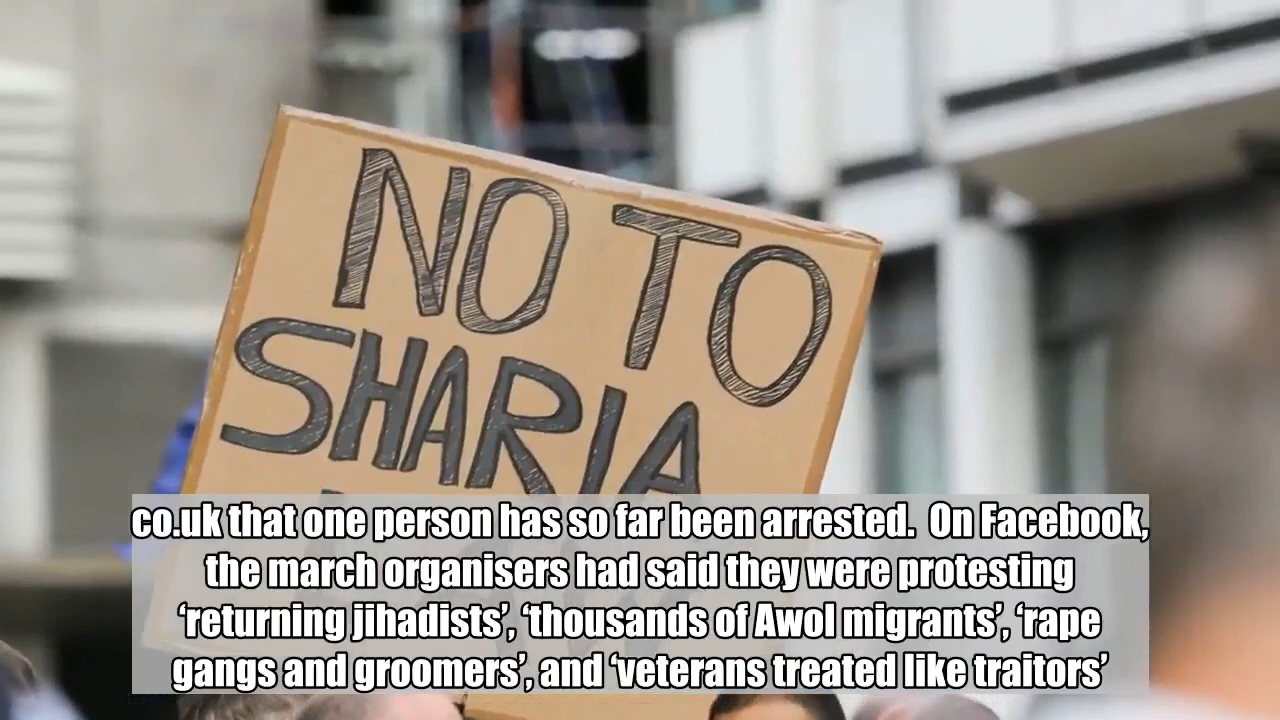 NO TO
SHARIA
co.uk that one person has so far been arrested.  On Facebook,
the march organisers had said they were protesting
‘returning jihadists’, ‘thousands of Awol migrants’, ‘rape
gangs and groomers’, and ‘veterans treated like traitors’